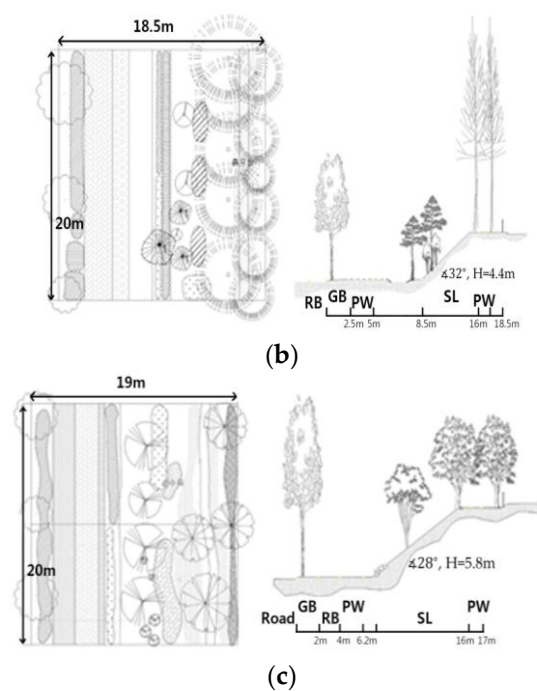 18.5m
20m
∡32°, H=4.4m
RB GB PW SL PW
2.5m 5m 8.5m 16m 18.5m
(b)
19m
20m
∡28°, H=5.8m
Road GB RB PW SL PW
2m 4m 6.2m 16m 17m
(c)